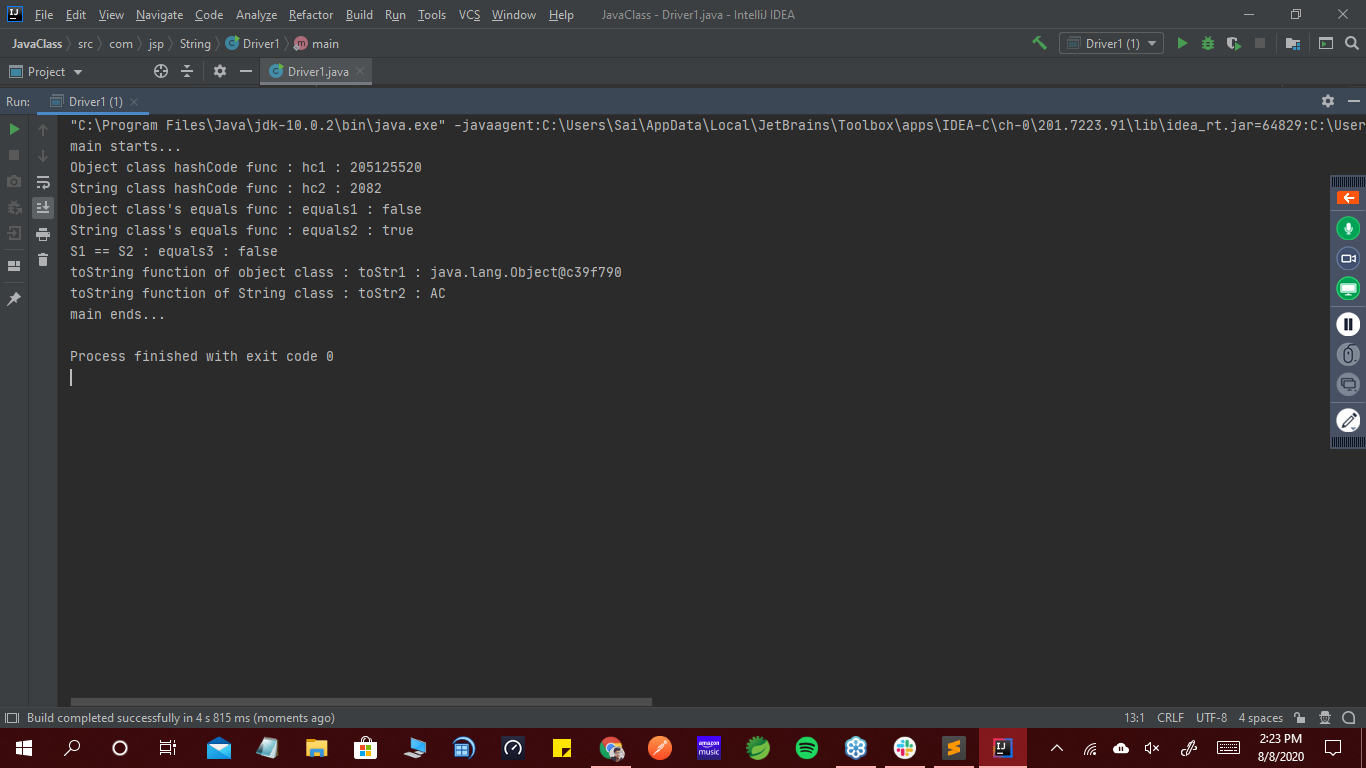 File Edit View Navigate Code Analyze Refactor Build Run Tools VCS Window Help JavaClass - Driver1.java - IntelliJ IDEA
JavaClass src com jsp String Driver1 main Driver1 (1)
Project Driver1.java
Run: Driver1 (1)
"C:\Program Files\Java\jdk-10.0.2\bin\java.exe" -javaagent:C:\Users\Sai\AppData\Local\JetBrains\Toolbox\apps\IDEA-C\ch-0\201.7223.91\lib\idea_rt.jar=64829:C:\User
main starts...
Object class hashCode func : hc1 : 205125520
String class hashCode func : hc2 : 2082
Object class's equals func : equals1 : false
String class's equals func : equals2 : true
S1 == S2 : equals3 : false
toString function of object class : toStr1 : java.lang.Object@c39f790
toString function of String class : toStr2 : AC
main ends...
Process finished with exit code 0
Build completed successfully in 4 s 815 ms (moments ago) 13:1 CRLF UTF-8 4 spaces
amazon music
2:23 PM
8/8/2020